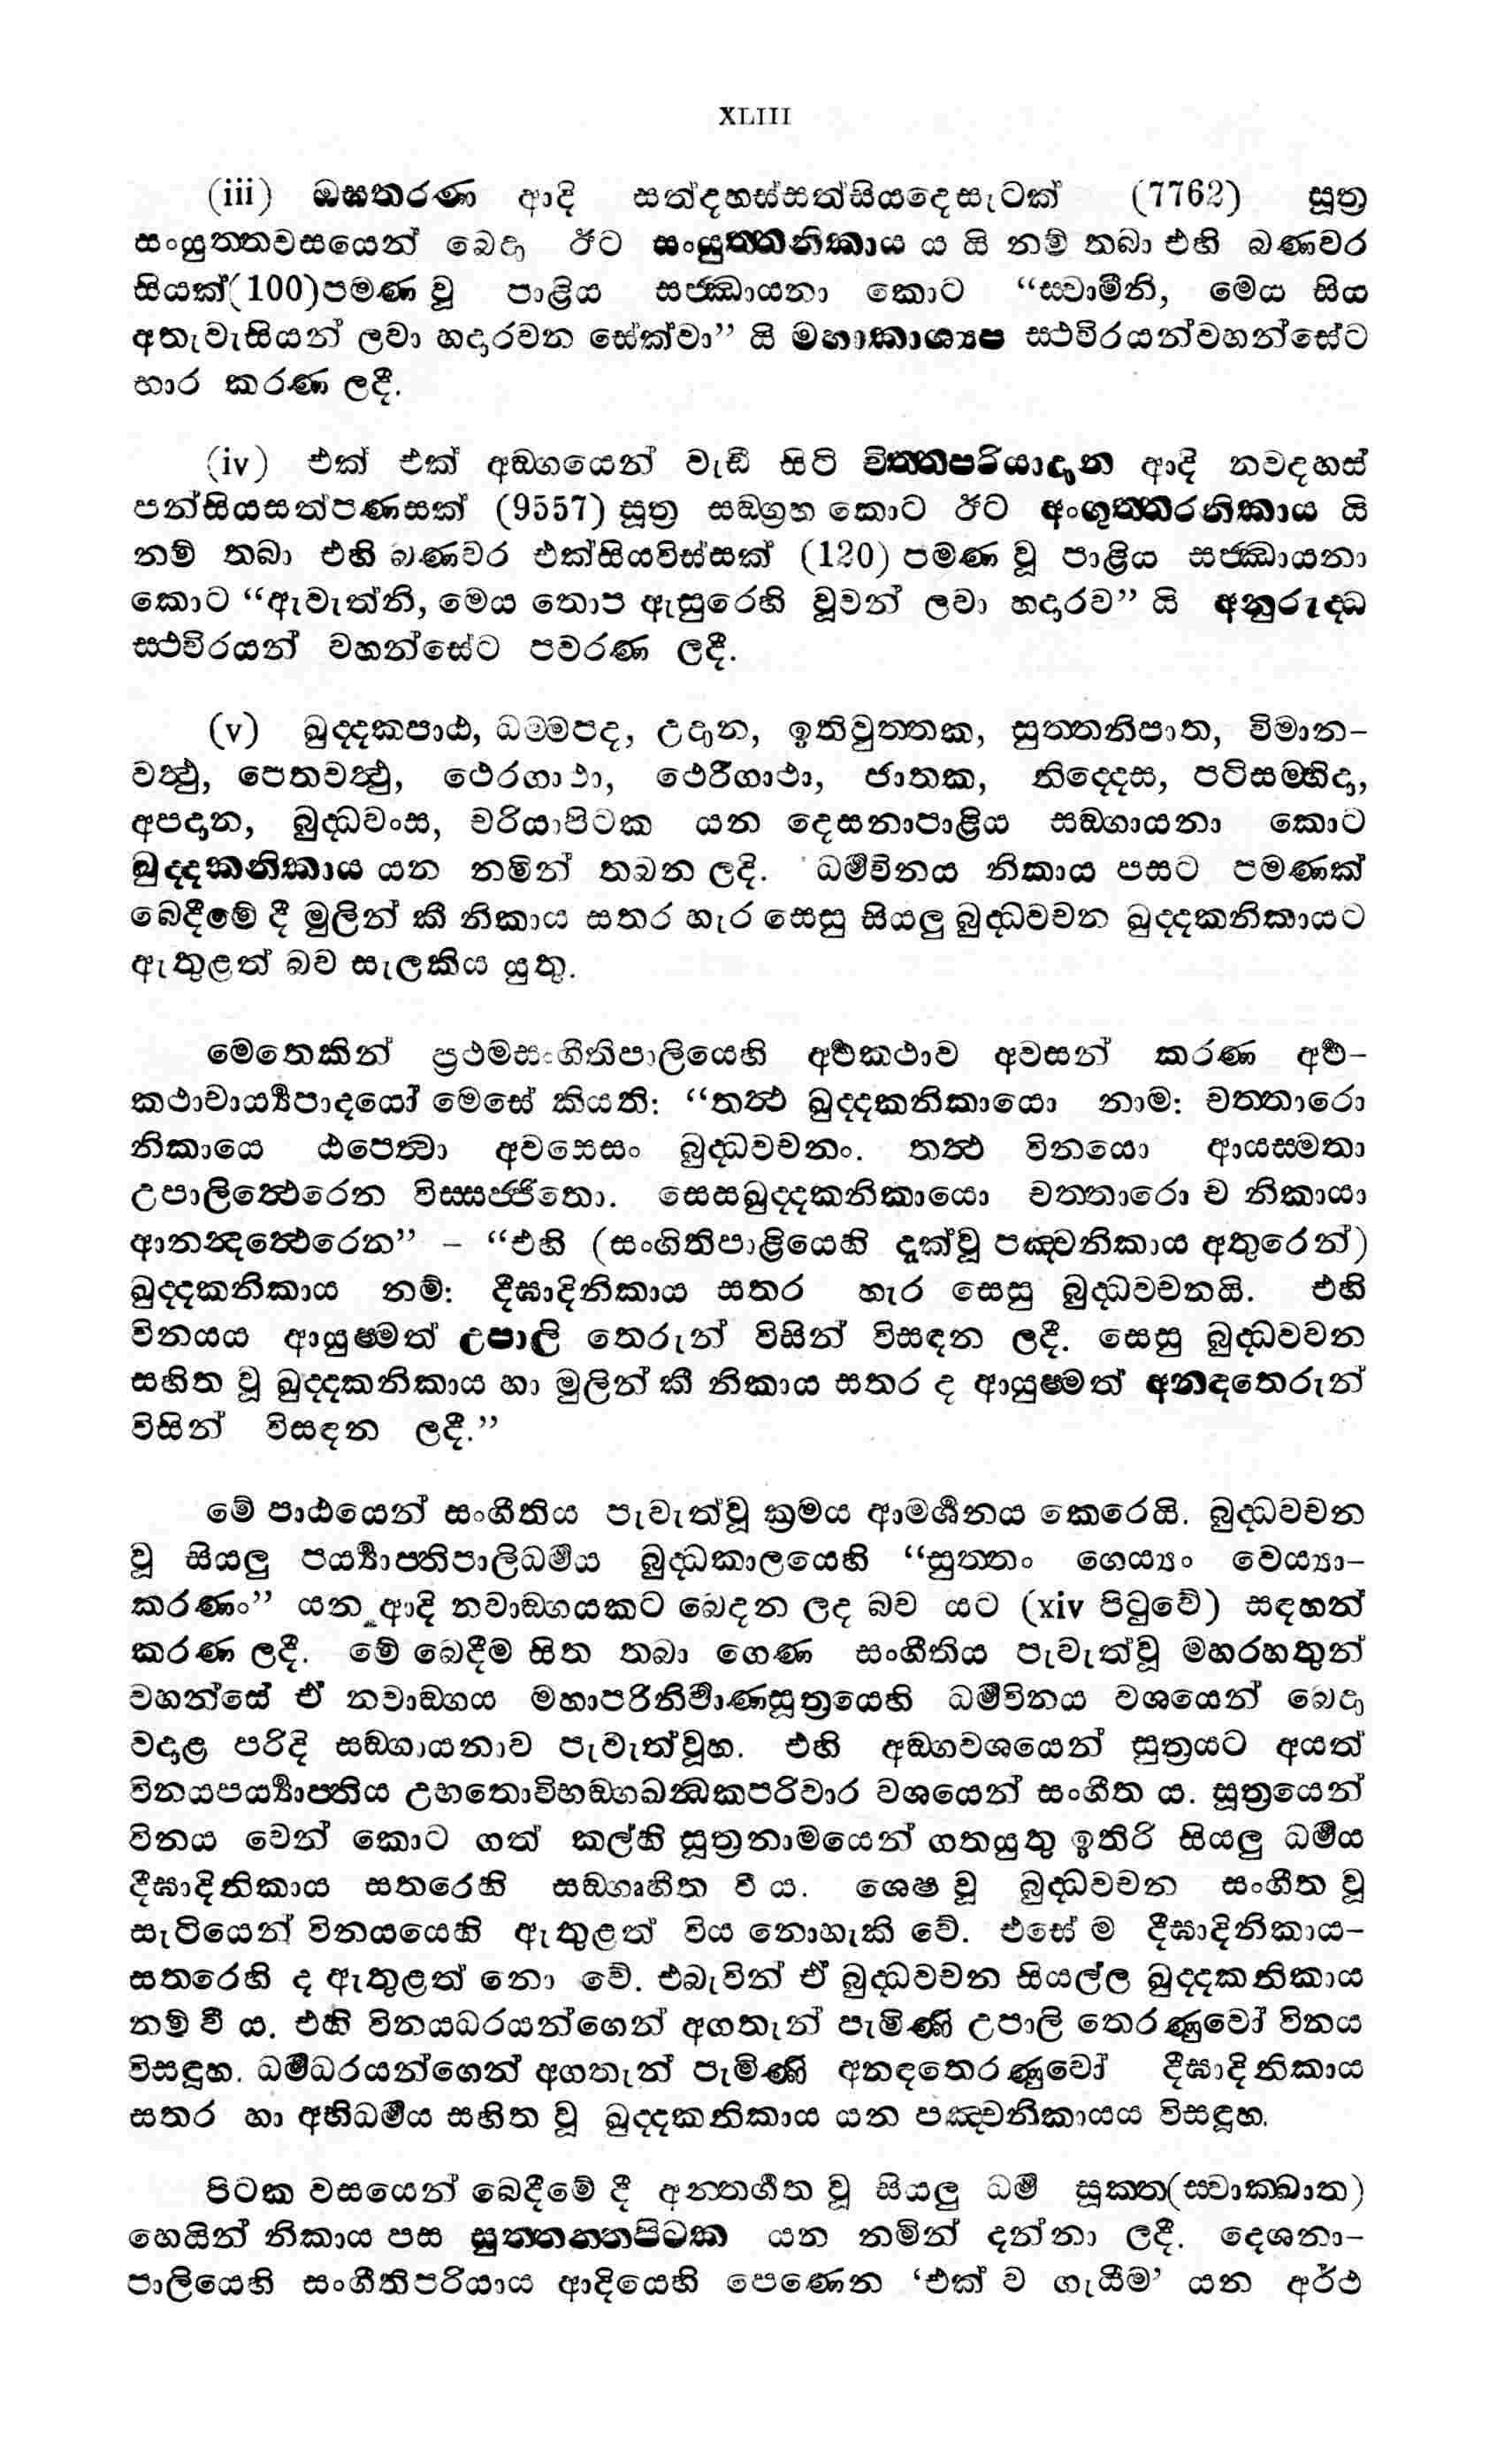 XLIII
(iii) ඔඝතරණ ආදි සත්දහස්සත්සියදෙසැටක් (7762) සූත්‍ර
සංයුත්තවසයෙන් බෙදා ඊට සංයුත්තනිකාය ය යි නම් තබා එහි බණවර
සියක්(100)පමණ වූ පාළිය සජ්ඣායනා කොට “ස්වාමීනි, මෙය සිය
අතැවැසියන් ලවා හදාරවන සේක්වා” යි මහාකාශ්‍යප ස්ථවිරයන්වහන්සේට
භාර කරණ ලදී.
(iv) එක් එක් අඞ්ගයෙන් වැඩී සිටි චිත්තපරියාදාන ආදි නවදහස්
පන්සියසත්පණසක් (9557) සූත්‍ර සඞ්ග්‍රහ කොට ඊට අංගුත්තරනිකාය යි
නම් තබා එහි බණවර එක්සියවිස්සක් (120) පමණ වූ පාළිය සජ්ඣායනා
කොට “ඇවැත්නි, මෙය තොප ඇසුරෙහි වූවන් ලවා හදාරව” යි අනුරුද්ධ
ස්ථවිරයන් වහන්සේට පවරණ ලදී.
(v) ඛුද්දකපාඨ, ධම්මපද, උදාන, ඉතිවුත්තක, සුත්තනිපාත, විමාන-
වත්ථු, පෙතවත්ථු, ථෙරගාථා, ථෙරීගාථා, ජාතක, නිද්දෙස, පටිසම්භිදා,
අපදාන, බුද්ධවංස, චරියාපිටක යන දෙසනාපාළිය සඞ්ගායනා කොට
ඛුද්දකනිකාය යන නමින් තබන ලදි. ධර්මවිනය නිකාය පසට පමණක්
බෙදීමේ දී මුලින් කී නිකාය සතර හැර සෙසු සියලු බුද්ධවචන ඛුද්දකනිකායට
ඇතුළත් බව සැලකිය යුතු.
මෙතෙකින් ප්‍රථමසංගීතිපාලියෙහි අර්ථකථාව අවසන් කරණ අර්ථ-
කථාචාර්‍ය්‍යපාදයෝ මෙසේ කියති: “තත්ථ ඛුද්දකනිකායො නාම: චත්තාරො
නිකායෙ ඨපෙත්වා අවසෙසං බුද්ධවචනං. තත්ථ විනයො ආයස්මතා
උපාලිත්ථෙරෙන විස්සජ්ජිතො. සෙසඛුද්දකනිකායො චත්තාරො ච නිකායා
ආනන්දත්ථෙරෙන” – “එහි (සංගිතිපාළියෙහි දැක්වූ පඤ්චනිකාය අතුරෙන්)
ඛුද්දකනිකාය නම්: දීඝාදිනිකාය සතර හැර සෙසු බුද්ධවචනයි. එහි
විනයය ආයුෂ්මත් උපාලි තෙරුන් විසින් විසඳන ලදී. සෙසු බුද්ධවචන
සහිත වූ ඛුද්දකනිකාය හා මුලින් කී නිකාය සතර ද ආයුෂ්මත් අනඳතෙරුන්
විසින් විසඳන ලදී.”
මේ පාඨයෙන් සංගීතිය පැවැත්වූ ක්‍රමය ආමර්ශනය කෙරෙයි. බුද්ධවචන
වූ සියලු පර්‍ය්‍යාප්තිපාලිධර්මය බුද්ධකාලයෙහි “සුත්තං ගෙය්‍යං වෙය්‍යා-
කරණං” යන ආදි නවාඞ්ගයකට බෙදන ලද බව යට (xiv පිටුවේ) සඳහන්
කරණ ලදී. මේ බෙදීම සිත තබා ගෙණ සංගීතිය පැවැත්වූ මහරහතුන්
වහන්සේ ඒ නවාඞ්ගය මහාපරිනිර්වාණසූත්‍රයෙහි ධර්මවිනය වශයෙන් බෙදා
වදාළ පරිදි සඞ්ගායනාව පැවැත්වූහ. එහි අඞ්ගවශයෙන් සුත්‍රයට අයත්
විනයපර්‍ය්‍යාප්තිය උභතොවිභඞ්ගඛන්ධකපරිවාර වශයෙන් සංගීත ය. සූත්‍රයෙන්
විනය වෙන් කොට ගත් කල්හි සූත්‍රනාමයෙන් ගතයුතු ඉතිරි සියලු ධර්මය
දීඝාදිනිකාය සතරෙහි සඞ්ගෘහීත වී ය. ශෙෂ වූ බුද්ධවචන සංගීත වූ
සැටියෙන් විනයයෙහි ඇතුළත් විය නොහැකි වේ. එසේ ම දීඝාදිනිකාය-
සතරෙහි ද ඇතුළත් නො වේ. එබැවින් ඒ බුද්ධවචන සියල්ල ඛුද්දකනිකාය
නම් වී ය. එහි විනයධරයන්ගෙන් අගතැන් පැමිණි උපාලි තෙරණුවෝ විනය
විසඳූහ. ධර්මධරයන්ගෙන් අගතැන් පැමිණි අනඳතෙරණුවෝ දීඝාදිනිකාය
සතර හා අභිධර්මය සහිත වූ ඛුද්දකනිකාය යන පඤ්චනිකායය විසඳූහ.
පිටක වසයෙන් බෙදීමේ දී අන්තර්ගත වූ සියලු ධර්ම සූක්ත(ස්වාක්ඛාත)
හෙයින් නිකාය පස සුත්තන්තපිටක යන නමින් දන්නා ලදී. දෙශනා-
පාලියෙහි සංගීතිපරියාය ආදියෙහි පෙණෙන ‘එක් ව ගැයීම’ යන අර්ථ